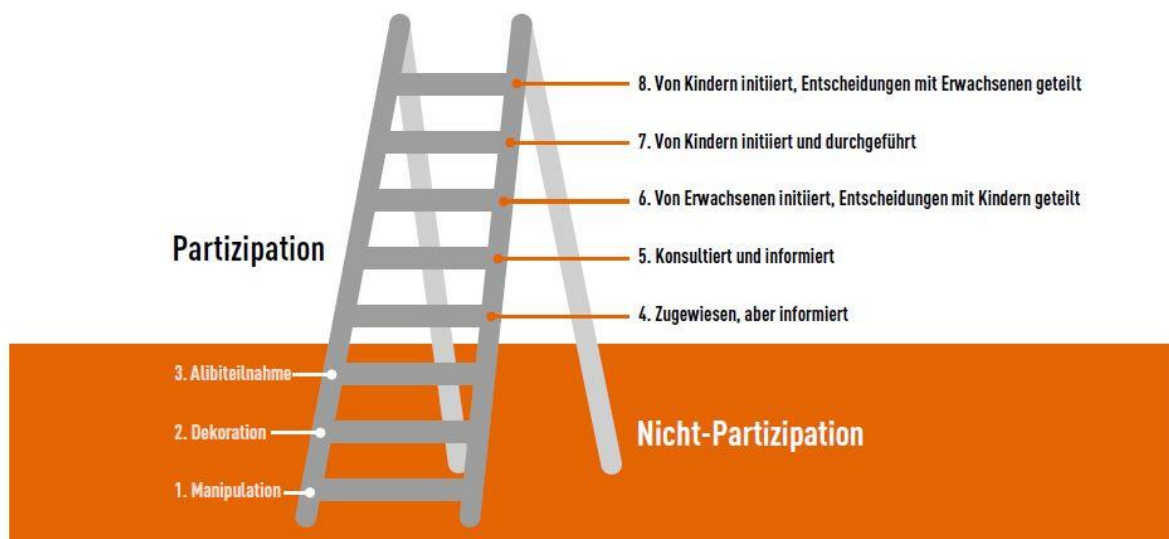 8. Von Kindern initiiert, Entscheidungen mit Erwachsenen geteilt
7. Von Kindern initiiert und durchgeführt
6. Von Erwachsenen initiiert, Entscheidungen mit Kindern geteilt
Partizipation
5. Konsultiert und informiert
4. Zugewiesen, aber informiert
3. Alibiteilnahme
2. Dekoration
Nicht-Partizipation
1. Manipulation